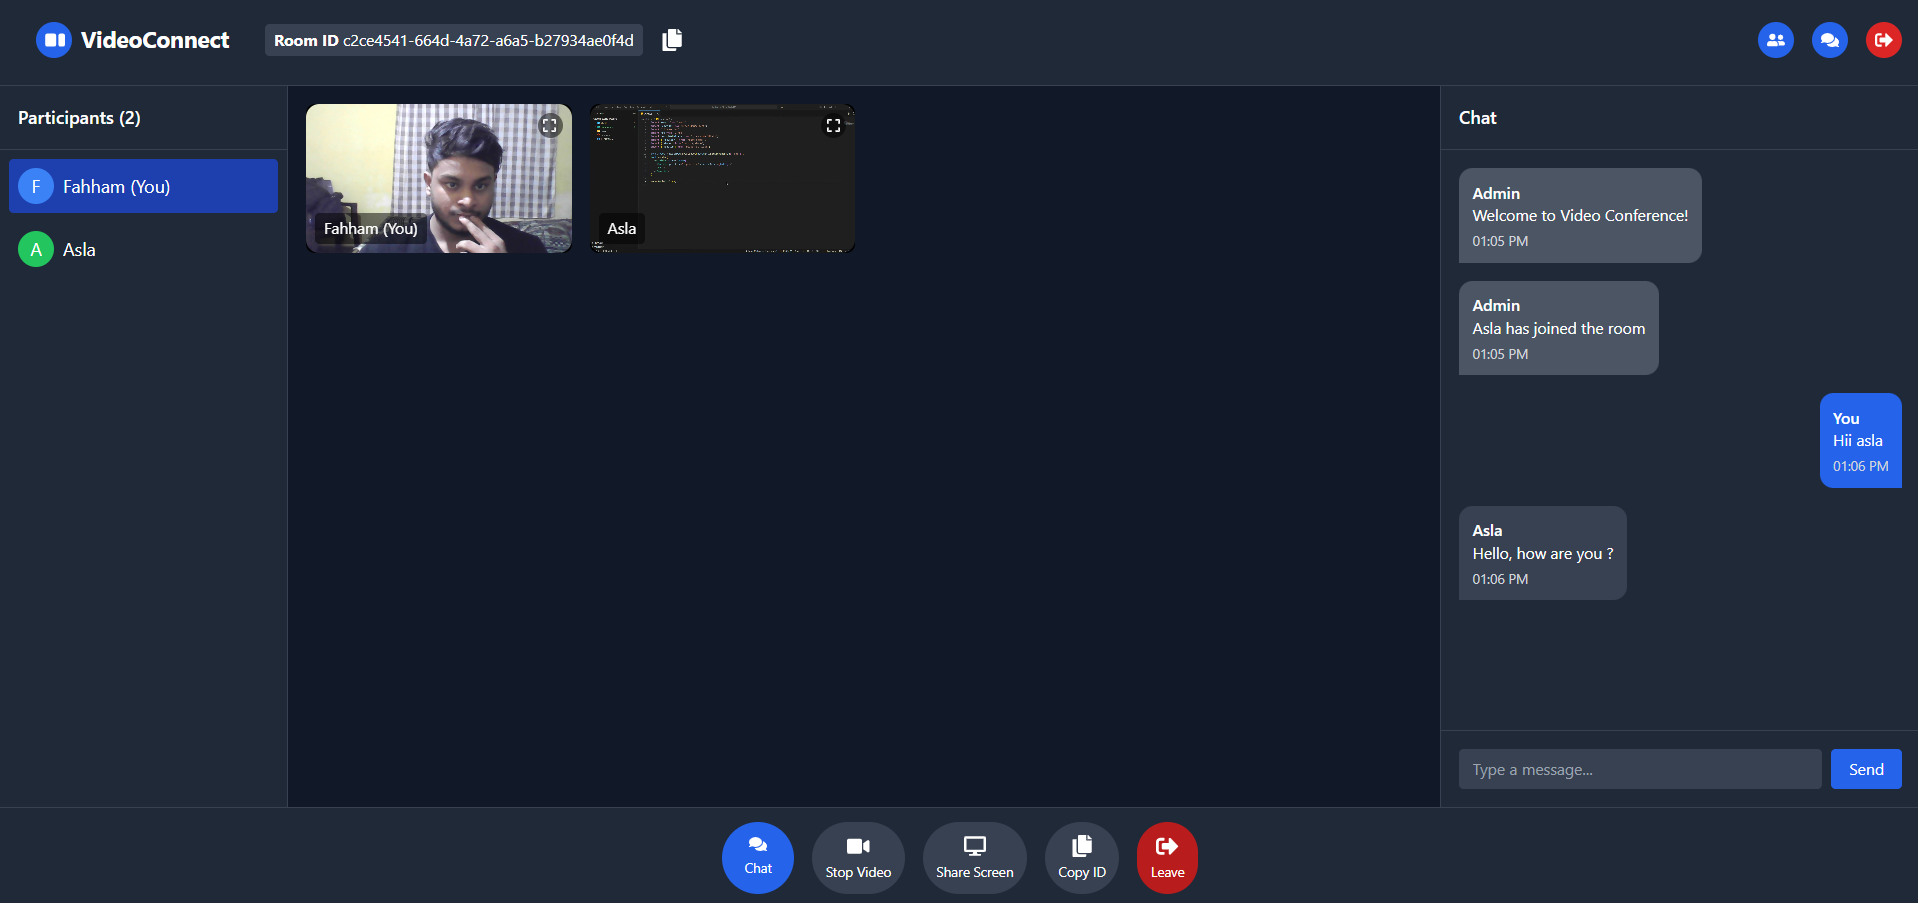 VideoConnect
Room ID c2ce4541-664d-4a72-a6a5-b27934ae0f4d
Participants (2)
F
Fahham (You)
A
Asla
Fahham (You)
Asla
Chat
Admin
Welcome to Video Conference!
01:05 PM
Admin
Asla has joined the room
01:05 PM
You
Hii asla
01:06 PM
Asla
Hello, how are you ?
01:06 PM
Type a message...
Send
Chat
Stop Video
Share Screen
Copy ID
Leave